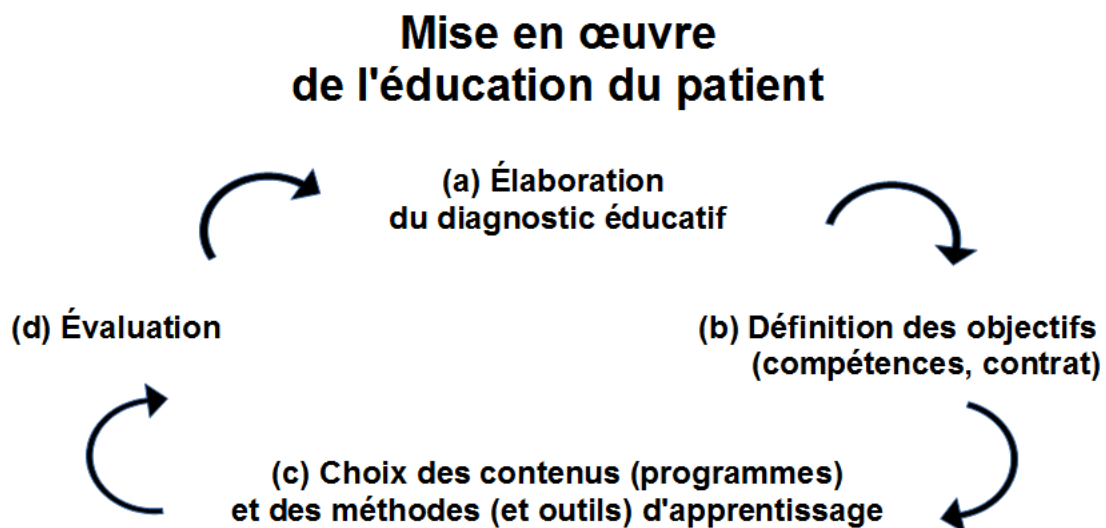 Mise en œuvre
de l'éducation du patient
(a) Élaboration
du diagnostic éducatif
(d) Évaluation
(b) Définition des objectifs
(compétences, contrat)
(c) Choix des contenus (programmes)
et des méthodes (et outils) d'apprentissage